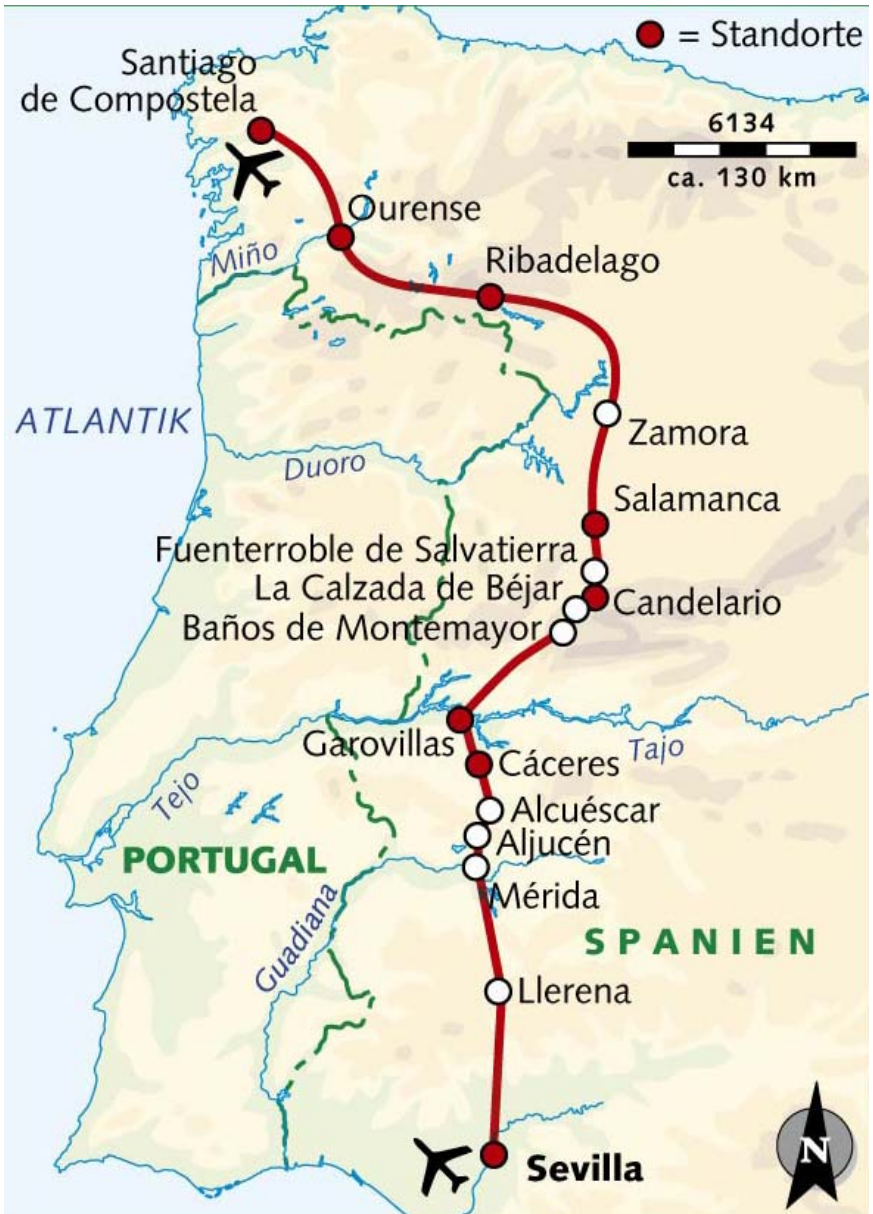 = Standorte
Santiago
de Compostela
6134
ca. 130 km
Ourense
Miño
Ribadelago
ATLANTIK
Zamora
Duoro
Salamanca
Fuenterroble de Salvatierra
La Calzada de Béjar
Candelario
Baños de Montemayor
Garovillas
Tajo
Cáceres
Tejo
Alcuéscar
Aljucén
PORTUGAL
Mérida
Guadiana
SPANIEN
Llerena
N
Sevilla